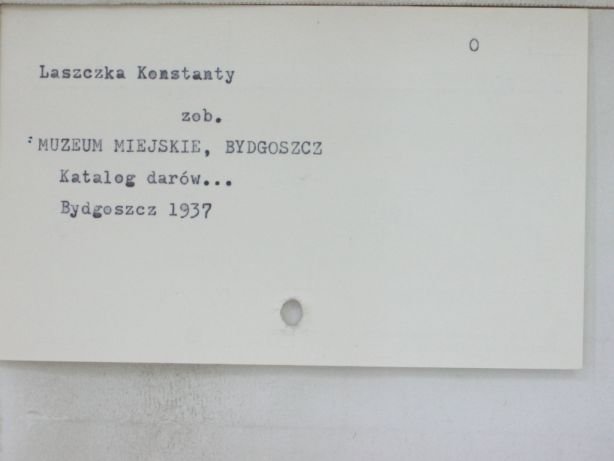 O
Laszczka Konstanty
zob.
MUZEUM MIEJSKIE, BYDGOSZCZ
Katalog darów...
Bydgoszcz 1937